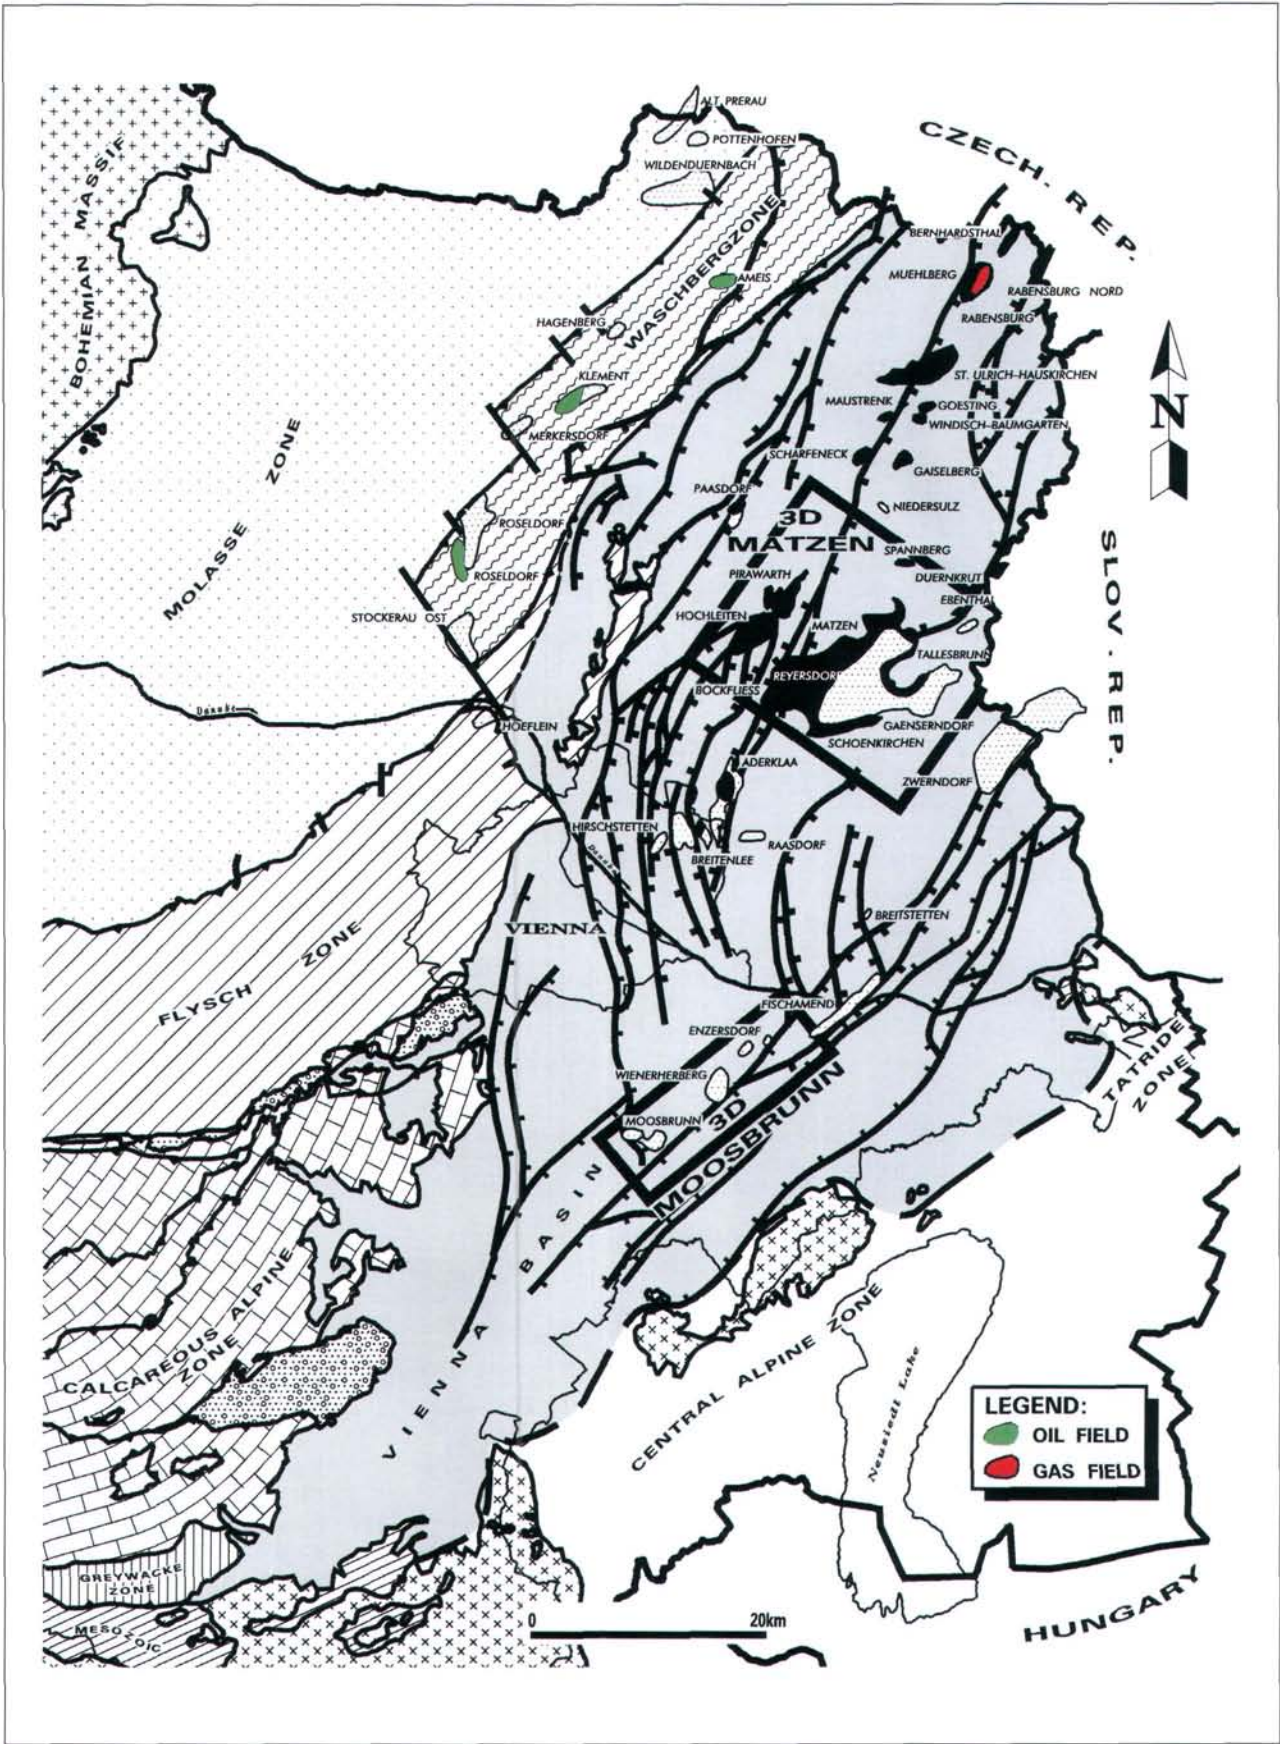 ALT PRERAU
POTTENHOFEN
WILDENDUERNBACH
CZECH. REP.
BOHEMIAN MASSIF
WASCHBERGZONE
BERNHARDSTHAL
MUEHLBERG
AMEIS
RABENSBURG NORD
RABENSBURG
HAGENBERG
KLEMENT
ST. ULRICH-HAUSKIRCHEN
MAUSTRENK
GOESTING
WINDISCH-BAUMGARTEN
N
MERKERSDORF
SCHARFENECK
GAISELBERG
MOLASSE ZONE
PAASDORF
NIEDERSULZ
3D
MATZEN
ROSELDORF
SPANNBERG
SLOV. REP.
ROSELDORF
PIRAWARTH
DUERNKRUT
EBENTHAL
STOCKERAU OST
HOCHLEITEN
MATZEN
TALLESBRUNN
REYERSDORF
BOCKFLIESS
Danube
HOEFLEIN
GAENSERNDORF
SCHOENKIRCHEN
ADERKLAA
ZWERNDORF
HIRSCHSTETTEN
RAASDORF
Danube
BREITENLEE
BREITSTETTEN
VIENNA
FLYSCH ZONE
FISCHAMEND
ENZERSDORF
TATRIDE
ZONE
WIENERHERBERG
MOOSBRUNN
3D
MOOSBRUNN
VIENNA BASIN
CALCAREOUS ALPINE
ZONE
CENTRAL ALPINE ZONE
Neusiedl Lake
LEGEND:
OIL FIELD
GAS FIELD
GREYWACKE
ZONE
MESOZOIC
0 20km
HUNGARY